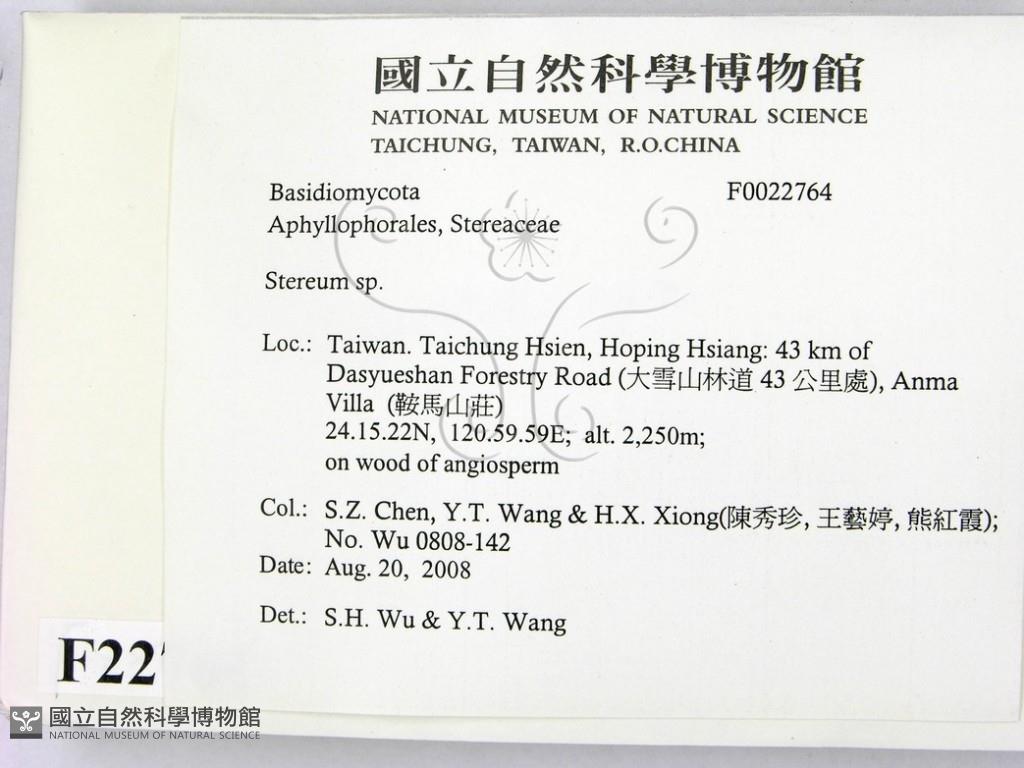 國立自然科學博物館
NATIONAL MUSEUM OF NATURAL SCIENCE
TAICHUNG, TAIWAN, R.O.CHINA
Basidiomycota F0022764
Aphyllophorales, Stereaceae
Stereum sp.
Loc.: Taiwan. Taichung Hsien, Hoping Hsiang: 43 km of
Dasyueshan Forestry Road (大雪山林道 43 公里處), Anma
Villa (鞍馬山莊)
24.15.22N, 120.59.59E; alt. 2,250m;
on wood of angiosperm
Col.: S.Z. Chen, Y.T. Wang & H.X. Xiong(陳秀珍, 王藝婷, 熊紅霞);
No. Wu 0808-142
Date: Aug. 20, 2008
Det.: S.H. Wu & Y.T. Wang
F22
國立自然科學博物館
NATIONAL MUSEUM OF NATURAL SCIENCE